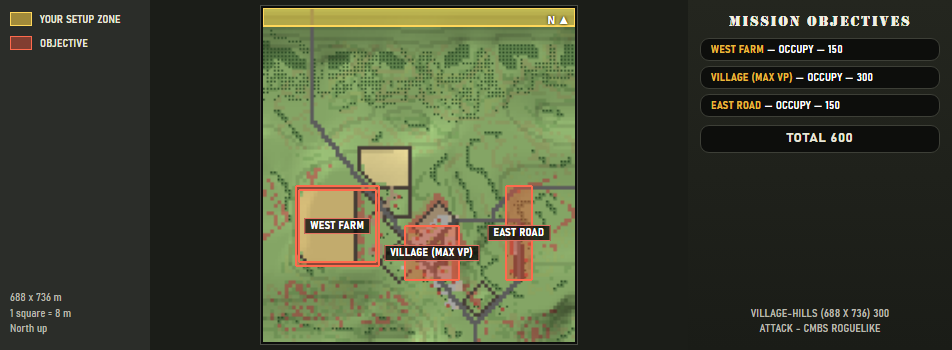 YOUR SETUP ZONE
OBJECTIVE
N ▲
WEST FARM
VILLAGE (MAX VP)
EAST ROAD
688 x 736 m
1 square = 8 m
North up
MISSION OBJECTIVES
WEST FARM — OCCUPY — 150
VILLAGE (MAX VP) — OCCUPY — 300
EAST ROAD — OCCUPY — 150
TOTAL 600
VILLAGE-HILLS (688 X 736) 300
ATTACK - CMBS ROGUELIKE